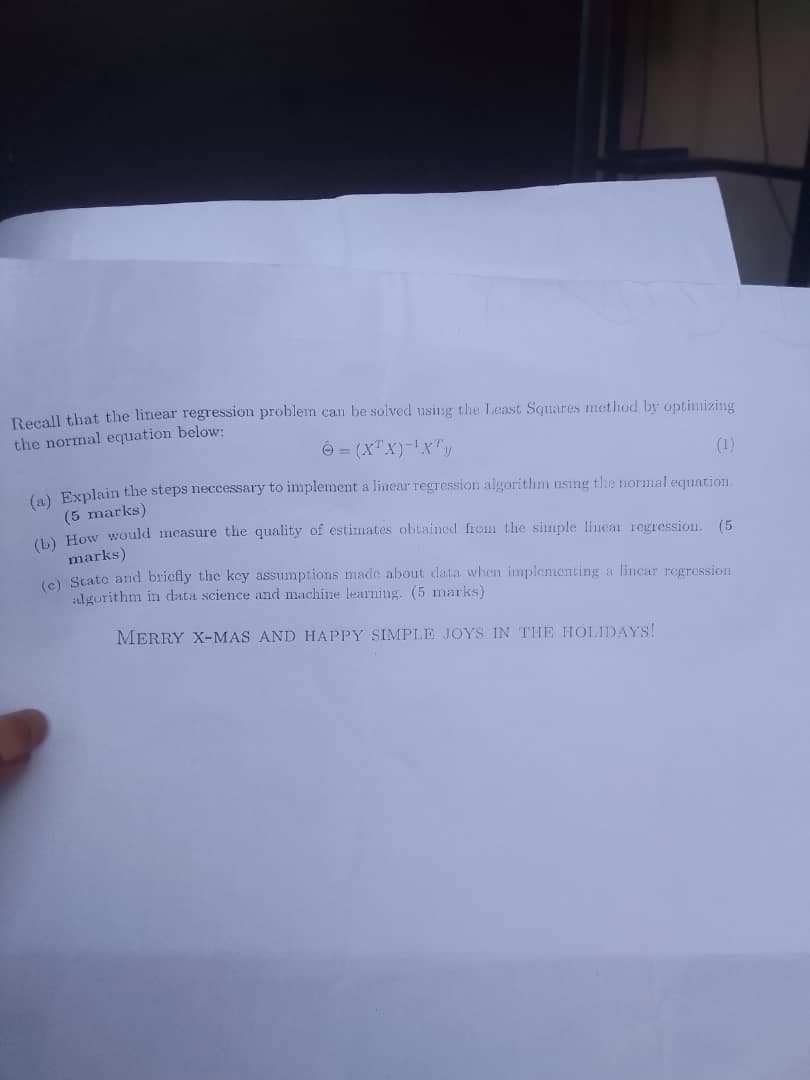 Recall that the linear regression problem can be solved using the Least Squares method by optimizing
the normal equation below:
Θ̂ = (XᵀX)⁻¹Xᵀy (1)
(a) Explain the steps neccessary to implement a linear regression algorithm using the normal equation.
(5 marks)
(b) How would measure the quality of estimates obtained from the simple linear regression. (5
marks)
(c) State and briefly the key assumptions made about data when implementing a linear regression
algorithm in data science and machine learning. (5 marks)
MERRY X-MAS AND HAPPY SIMPLE JOYS IN THE HOLIDAYS!